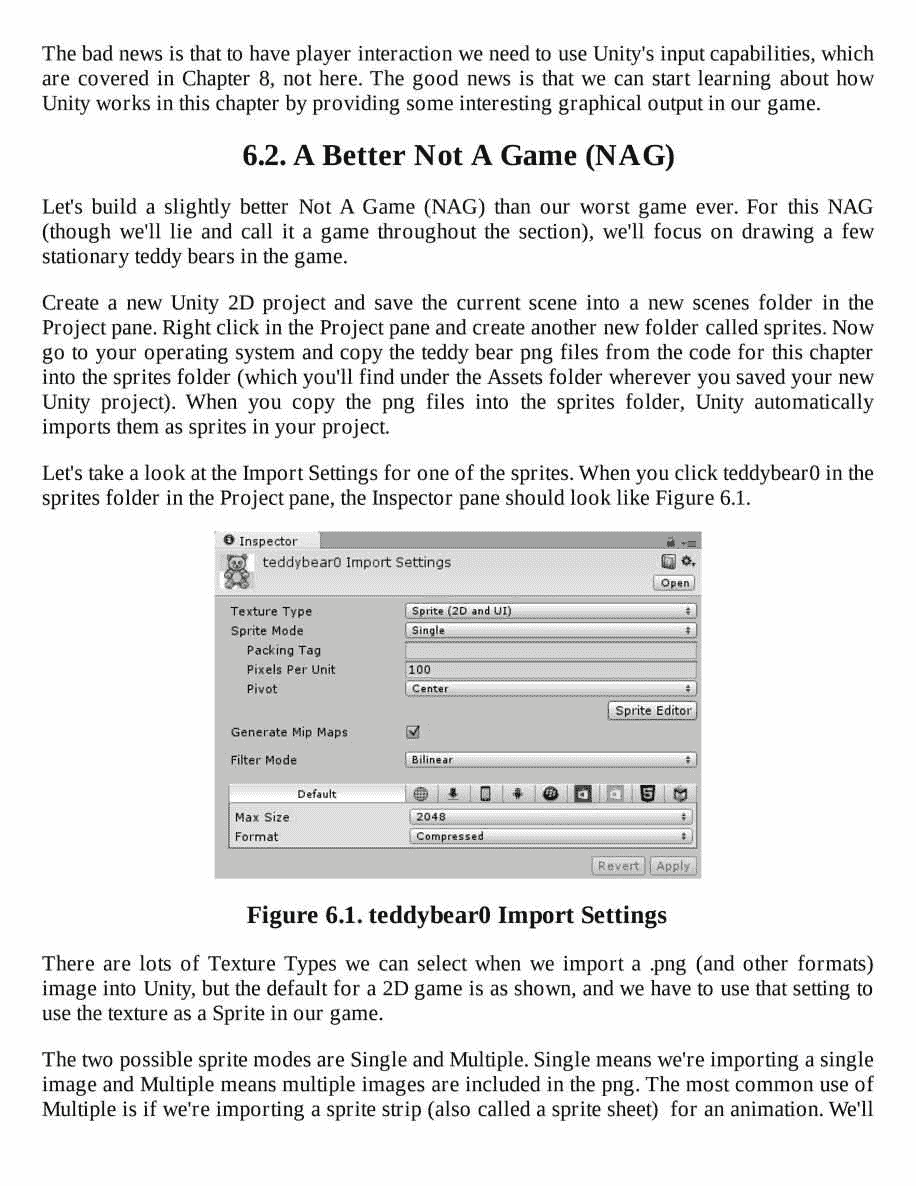 The bad news is that to have player interaction we need to use Unity's input capabilities, which
are covered in Chapter 8, not here. The good news is that we can start learning about how
Unity works in this chapter by providing some interesting graphical output in our game.
6.2. A Better Not A Game (NAG)
Let's build a slightly better Not A Game (NAG) than our worst game ever. For this NAG
(though we'll lie and call it a game throughout the section), we'll focus on drawing a few
stationary teddy bears in the game.
Create a new Unity 2D project and save the current scene into a new scenes folder in the
Project pane. Right click in the Project pane and create another new folder called sprites. Now
go to your operating system and copy the teddy bear png files from the code for this chapter
into the sprites folder (which you'll find under the Assets folder wherever you saved your new
Unity project). When you copy the png files into the sprites folder, Unity automatically
imports them as sprites in your project.
Let's take a look at the Import Settings for one of the sprites. When you click teddybear0 in the
sprites folder in the Project pane, the Inspector pane should look like Figure 6.1.
Inspector
teddybear0 Import Settings
Open
Texture Type Sprite (2D and UI)
Sprite Mode Single
Packing Tag
Pixels Per Unit 100
Pivot Center
Sprite Editor
Generate Mip Maps
Filter Mode Bilinear
Default
Max Size 2048
Format Compressed
Revert Apply
Figure 6.1. teddybear0 Import Settings
There are lots of Texture Types we can select when we import a .png (and other formats)
image into Unity, but the default for a 2D game is as shown, and we have to use that setting to
use the texture as a Sprite in our game.
The two possible sprite modes are Single and Multiple. Single means we're importing a single
image and Multiple means multiple images are included in the png. The most common use of
Multiple is if we're importing a sprite strip (also called a sprite sheet) for an animation. We'll